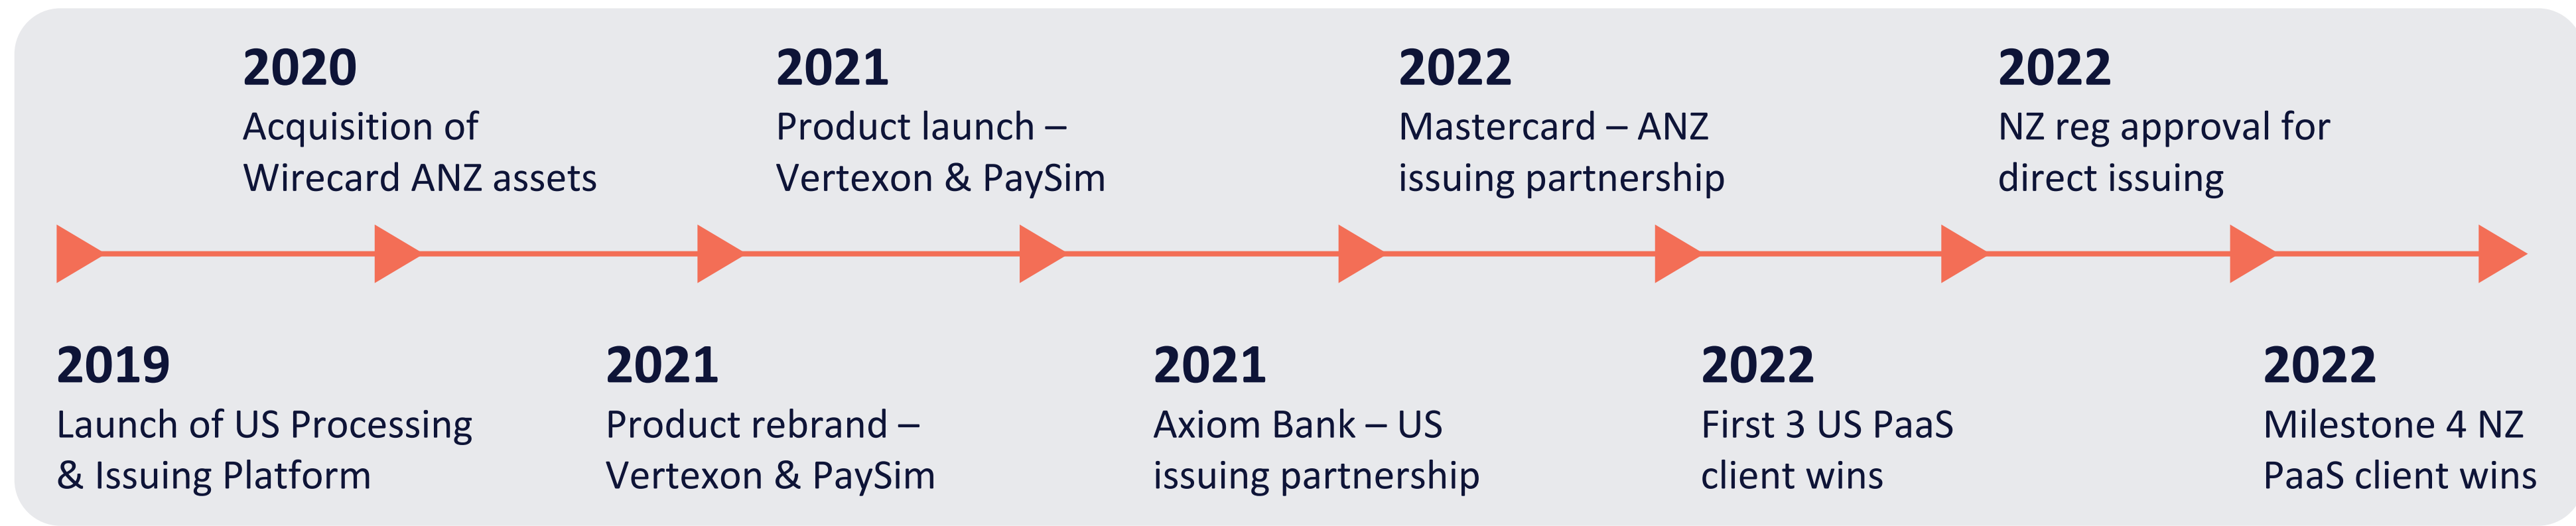 2020
Acquisition of
Wirecard ANZ assets
2021
Product launch –
Vertexon & PaySim
2022
Mastercard – ANZ
issuing partnership
2022
NZ reg approval for
direct issuing
2019
Launch of US Processing
& Issuing Platform
2021
Product rebrand –
Vertexon & PaySim
2021
Axiom Bank – US
issuing partnership
2022
First 3 US PaaS
client wins
2022
Milestone 4 NZ
PaaS client wins